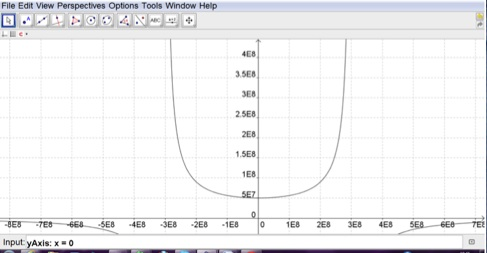 File Edit View Perspectives Options Tools Window Help
ABC
a=2
4E8
3.5E8
3E8
2.5E8
2E8
1.5E8
1E8
5E7
0
-8E8 -7E8 -6E8 -5E8 -4E8 -3E8 -2E8 -1E8 0 1E8 2E8 3E8 4E8 5E8 6E8 7E8
Input: yAxis: x = 0